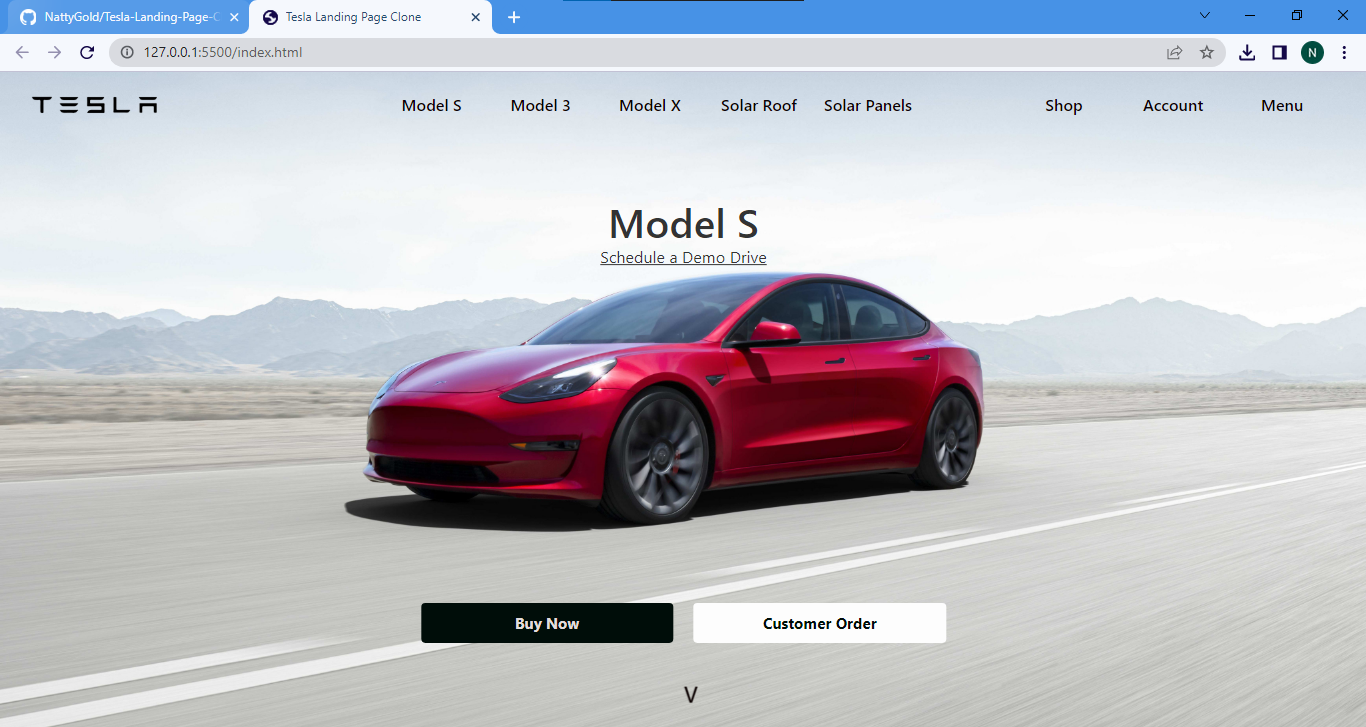 NattyGold/Tesla-Landing-Page-C
Tesla Landing Page Clone
127.0.0.1:5500/index.html
N
TESLA
Model S
Model 3
Model X
Solar Roof
Solar Panels
Shop
Account
Menu
Model S
Schedule a Demo Drive
Buy Now
Customer Order
V